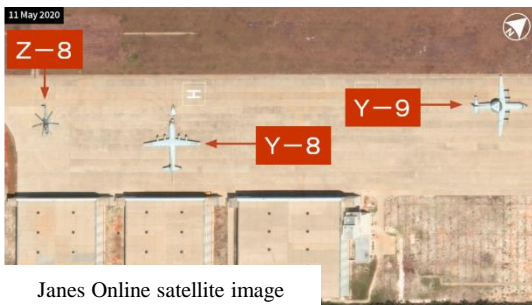 11 May 2020
N
Z-8
H
Y-9
Y-8
Janes Online satellite image